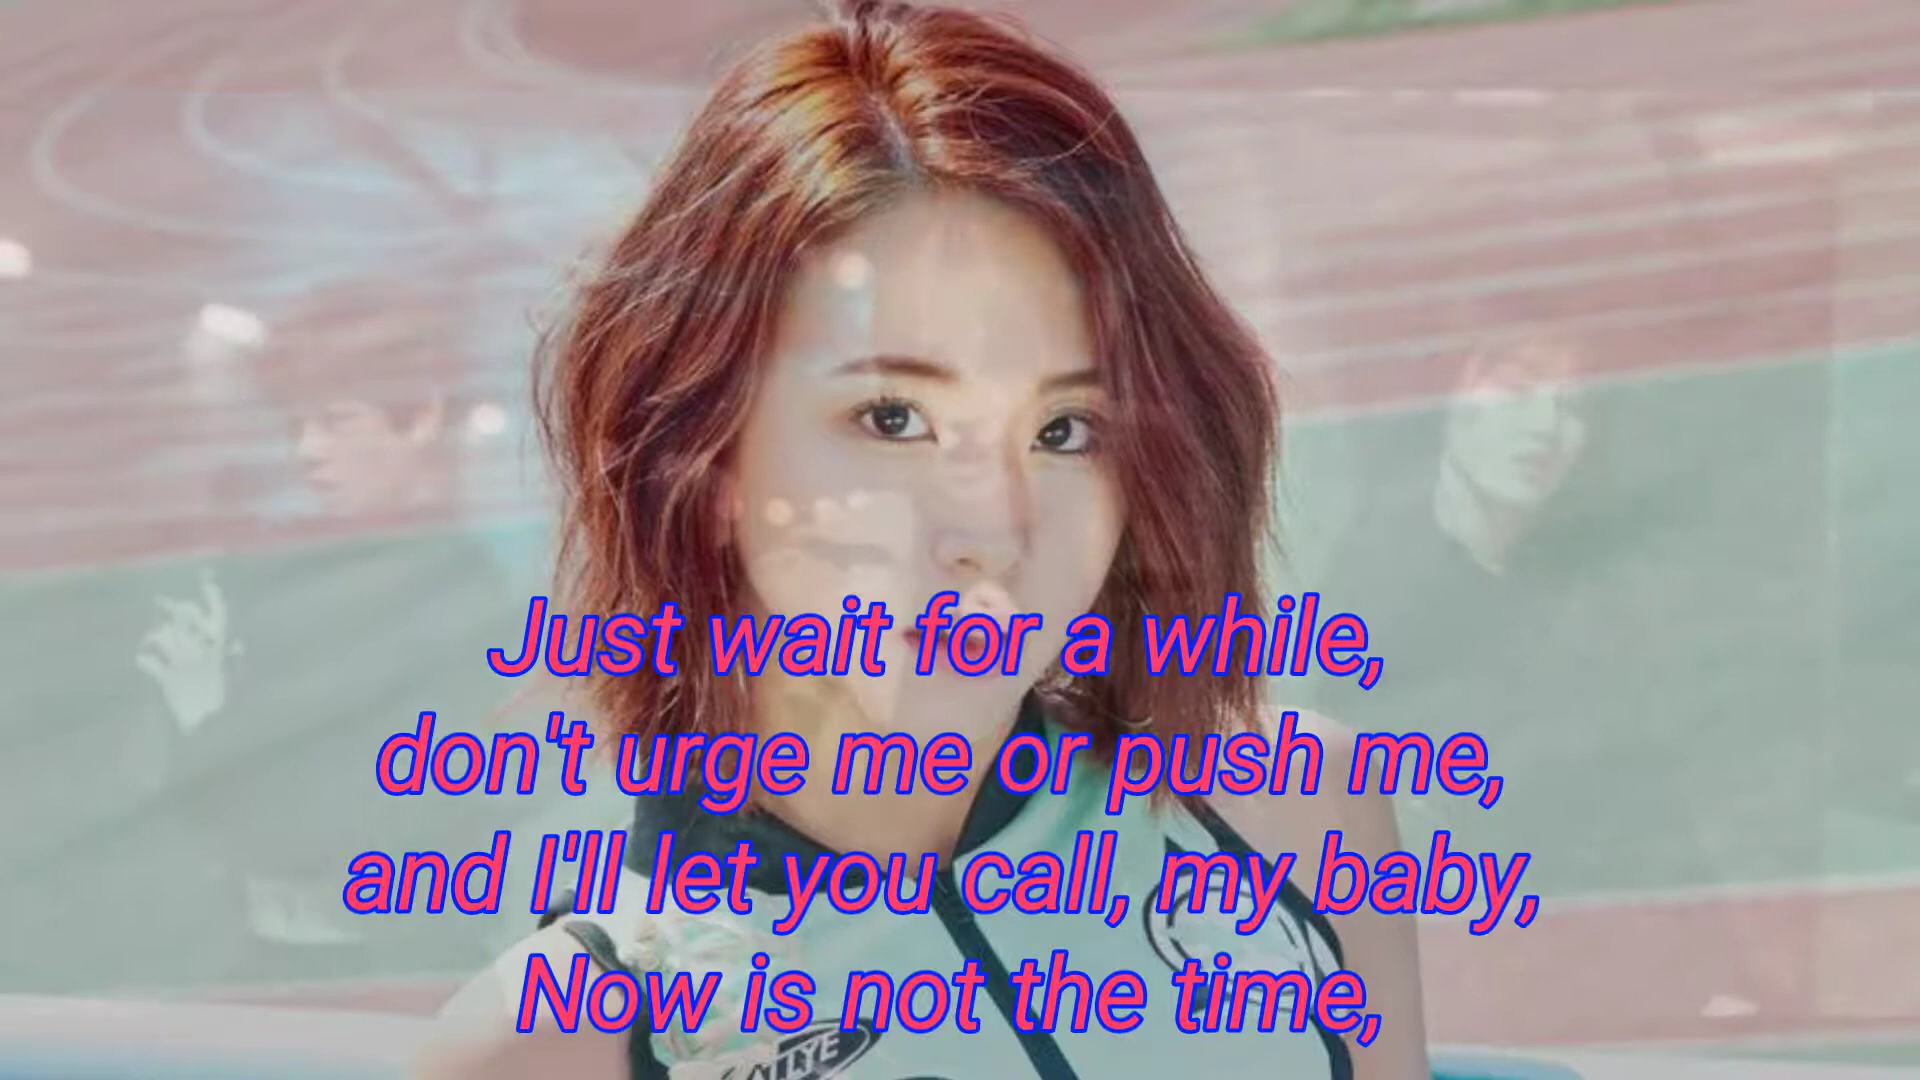 Just wait for a while,
don't urge me or push me,
and I'll let you call, my baby,
Now is not the time,